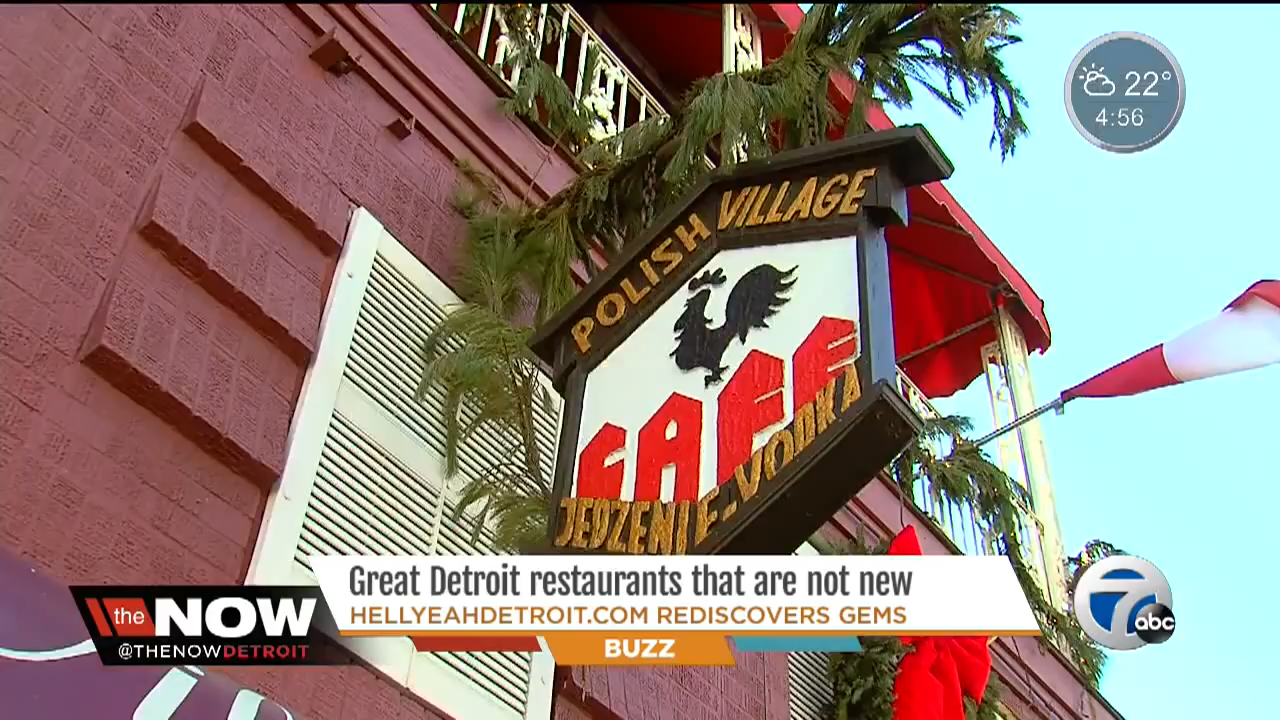 22°
4:56
POLISH VILLAGE
CAFE
JEDZENIE-VODKA
Great Detroit restaurants that are not new
HELLYEAHDETROIT.COM REDISCOVERS GEMS
BUZZ
the NOW
@THENOWDETROIT
7 abc